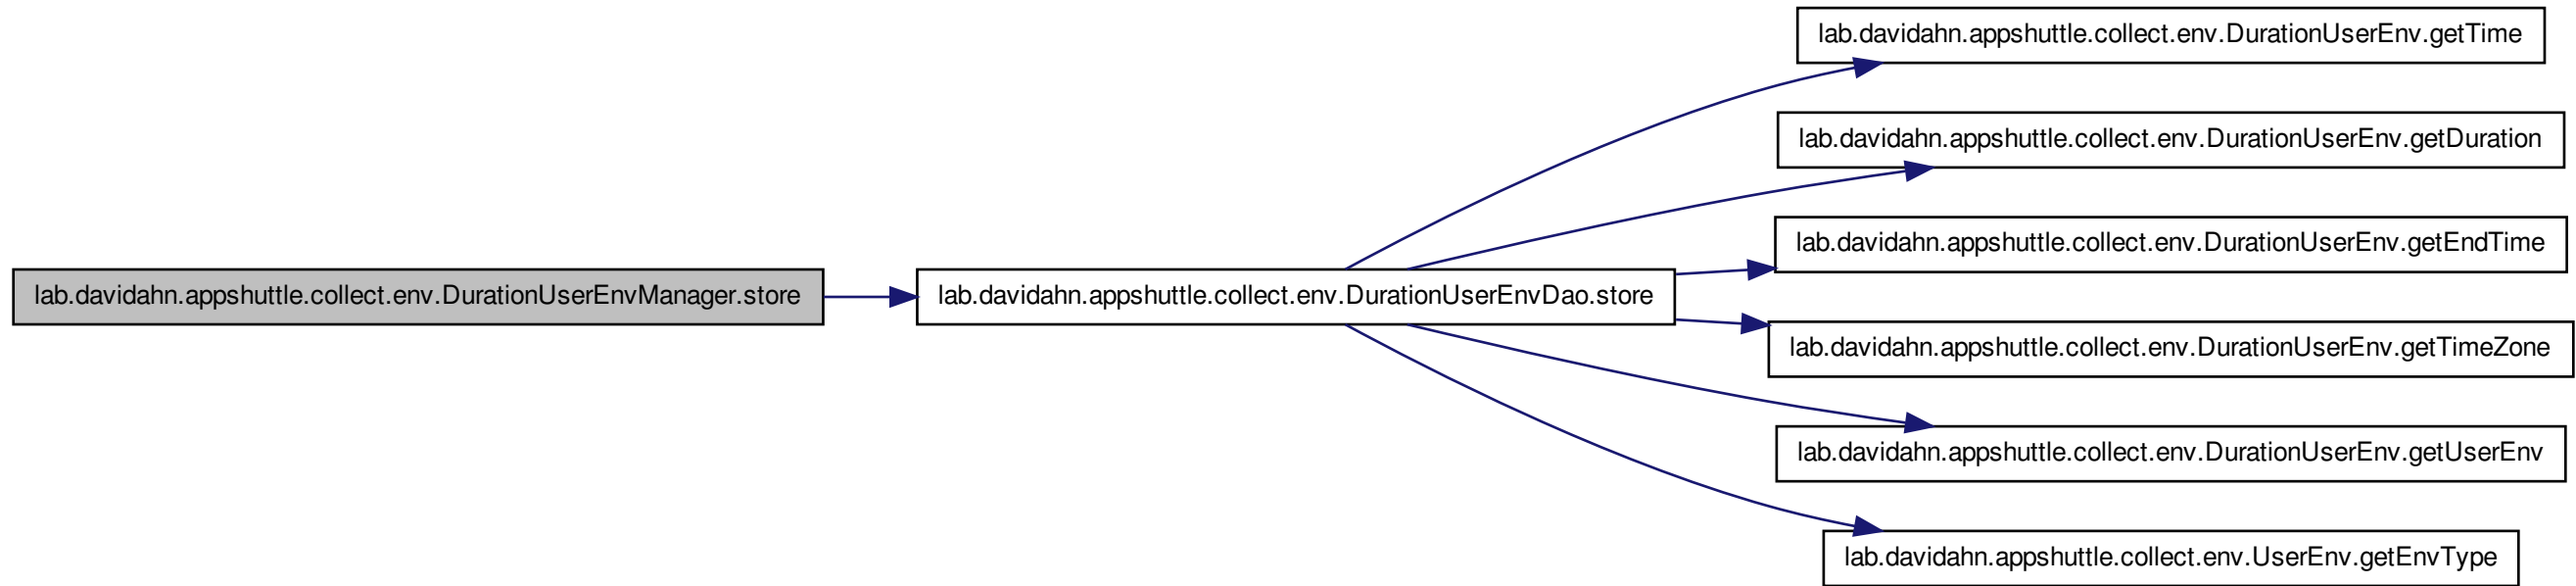 lab.davidahn.appshuttle.collect.env.DurationUserEnv.getTime
lab.davidahn.appshuttle.collect.env.DurationUserEnv.getDuration
lab.davidahn.appshuttle.collect.env.DurationUserEnv.getEndTime
lab.davidahn.appshuttle.collect.env.DurationUserEnvManager.store
lab.davidahn.appshuttle.collect.env.DurationUserEnvDao.store
lab.davidahn.appshuttle.collect.env.DurationUserEnv.getTimeZone
lab.davidahn.appshuttle.collect.env.DurationUserEnv.getUserEnv
lab.davidahn.appshuttle.collect.env.UserEnv.getEnvType